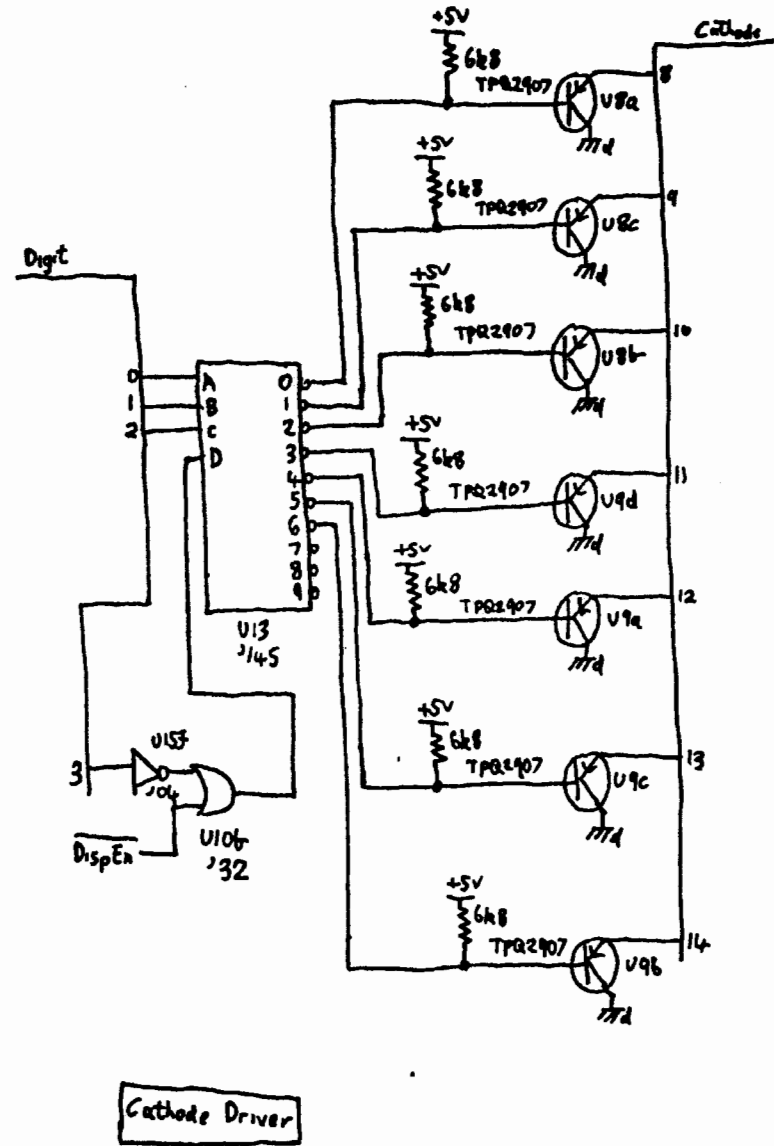 Cathode
+5V
6k8
TPQ2907
U8a
8
d
+5V
6k8
TPQ2907
U8c
9
d
Digit
+5V
6k8
TPQ2907
U8b
10
d
0 A 0
1 B 1
2 C 2
D 3
4
5
6
7
8
9
U13
'145
+5V
6k8
TPQ2907
U9d
11
d
+5V
6k8
TPQ2907
U9a
12
d
+5V
6k8
TPQ2907
U9c
13
d
3
U15f
'04
DispEn
U10b
'32
+5V
6k8
TPQ2907
U9b
14
d
Cathode Driver